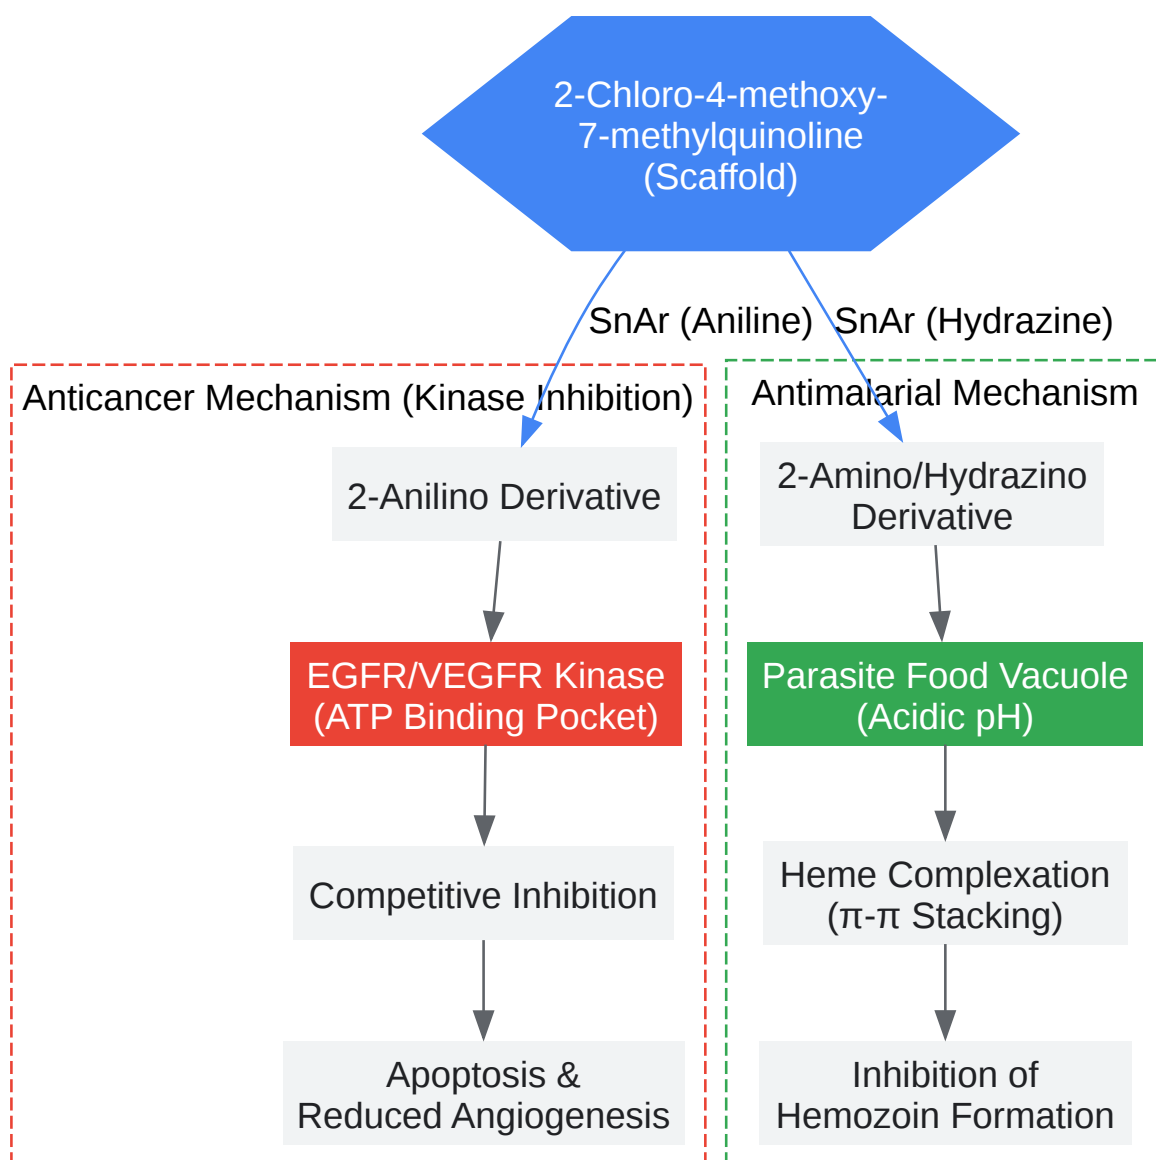 2-Chloro-4-methoxy-
7-methylquinoline
(Scaffold)
SnAr (Aniline)
SnAr (Hydrazine)
Anticancer Mechanism (Kinase Inhibition)
2-Anilino Derivative
EGFR/VEGFR Kinase
(ATP Binding Pocket)
Competitive Inhibition
Apoptosis &
Reduced Angiogenesis
Antimalarial Mechanism
2-Amino/Hydrazino
Derivative
Parasite Food Vacuole
(Acidic pH)
Heme Complexation
(π-π Stacking)
Inhibition of
Hemozoin Formation